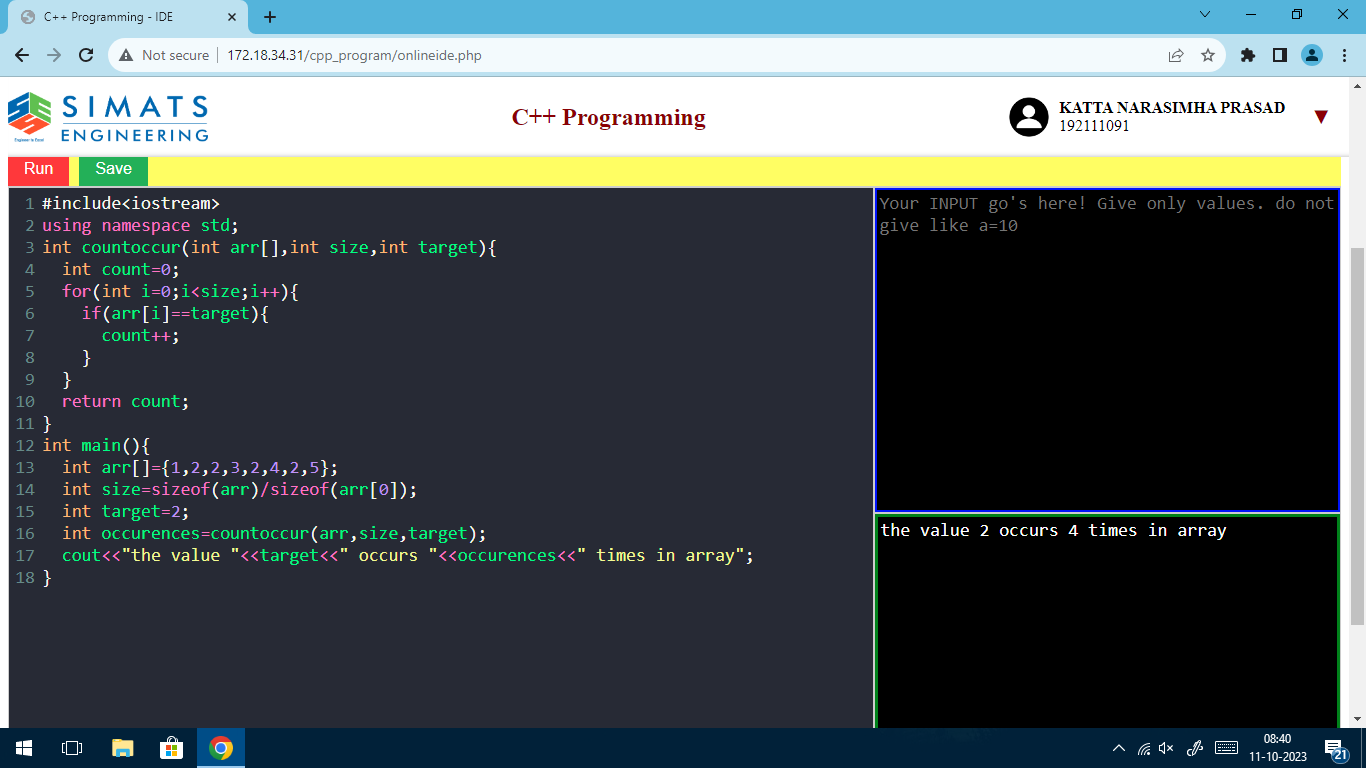 C++ Programming - IDE
Not secure 172.18.34.31/cpp_program/onlineide.php
SIMATS
ENGINEERING
Engineer to Excel
C++ Programming
KATTA NARASIMHA PRASAD
192111091
Run Save
1 #include<iostream>
2 using namespace std;
3 int countoccur(int arr[],int size,int target){
4   int count=0;
5   for(int i=0;i<size;i++){
6     if(arr[i]==target){
7       count++;
8     }
9   }
10   return count;
11 }
12 int main(){
13   int arr[]={1,2,2,3,2,4,2,5};
14   int size=sizeof(arr)/sizeof(arr[0]);
15   int target=2;
16   int occurences=countoccur(arr,size,target);
17   cout<<"the value "<<target<<" occurs "<<occurences<<" times in array";
18 }
Your INPUT go's here! Give only values. do not
give like a=10
the value 2 occurs 4 times in array
08:40
11-10-2023
21